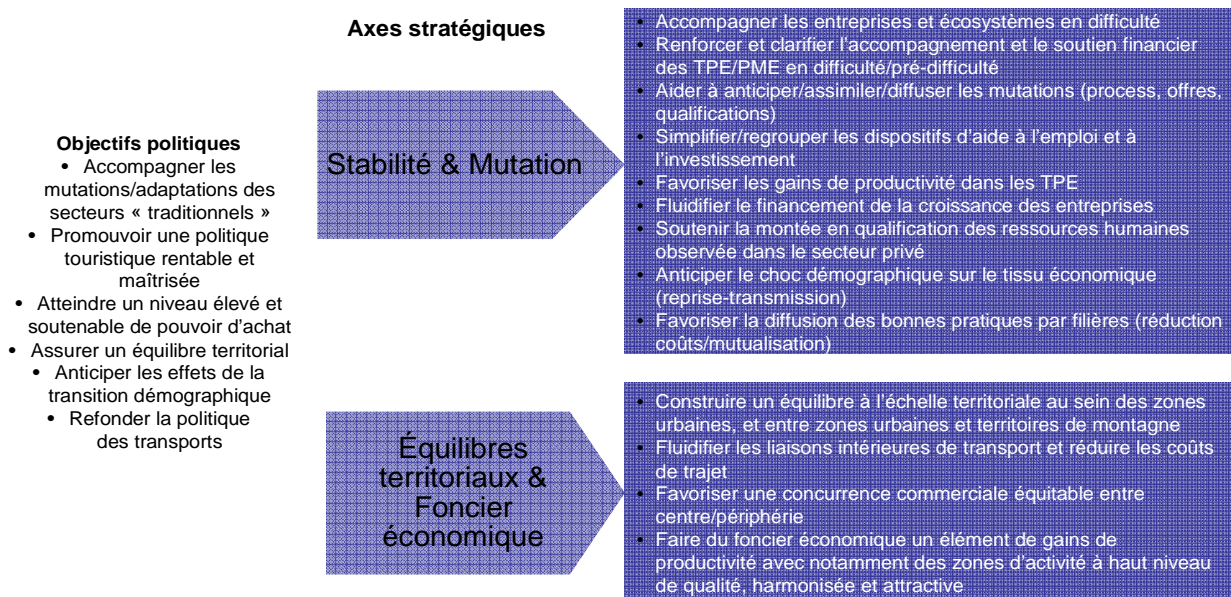 Axes stratégiques
Objectifs politiques
• Accompagner les
mutations/adaptations des
secteurs « traditionnels »
• Promouvoir une politique
touristique rentable et
maîtrisée
• Atteindre un niveau élevé et
soutenable de pouvoir d'achat
• Assurer un équilibre territorial
• Anticiper les effets de la
transition démographique
• Refonder la politique
des transports
Stabilité & Mutation
• Accompagner les entreprises et écosystèmes en difficulté
• Renforcer et clarifier l'accompagnement et le soutien financier
des TPE/PME en difficulté/pré-difficulté
• Aider à anticiper/assimiler/diffuser les mutations (process, offres,
qualifications)
• Simplifier/regrouper les dispositifs d'aide à l'emploi et à
l'investissement
• Favoriser les gains de productivité dans les TPE
• Fluidifier le financement de la croissance des entreprises
• Soutenir la montée en qualification des ressources humaines
observée dans le secteur privé
• Anticiper le choc démographique sur le tissu économique
(reprise-transmission)
• Favoriser la diffusion des bonnes pratiques par filières (réduction
coûts/mutualisation)
Équilibres
territoriaux &
Foncier
économique
• Construire un équilibre à l'échelle territoriale au sein des zones
urbaines, et entre zones urbaines et territoires de montagne
• Fluidifier les liaisons intérieures de transport et réduire les coûts
de trajet
• Favoriser une concurrence commerciale équitable entre
centre/périphérie
• Faire du foncier économique un élément de gains de
productivité avec notamment des zones d'activité à haut niveau
de qualité, harmonisée et attractive